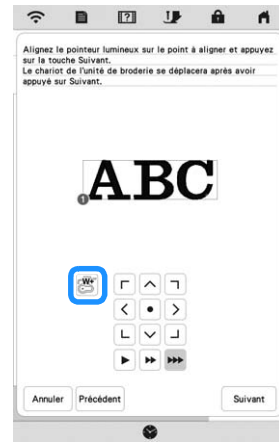 Alignez le pointeur lumineux sur le point à aligner et appuyez
sur la touche Suivant.
Le chariot de l'unité de broderie se déplacera après avoir
appuyé sur Suivant.
ABC
1
W+
Annuler
Précédent
Suivant